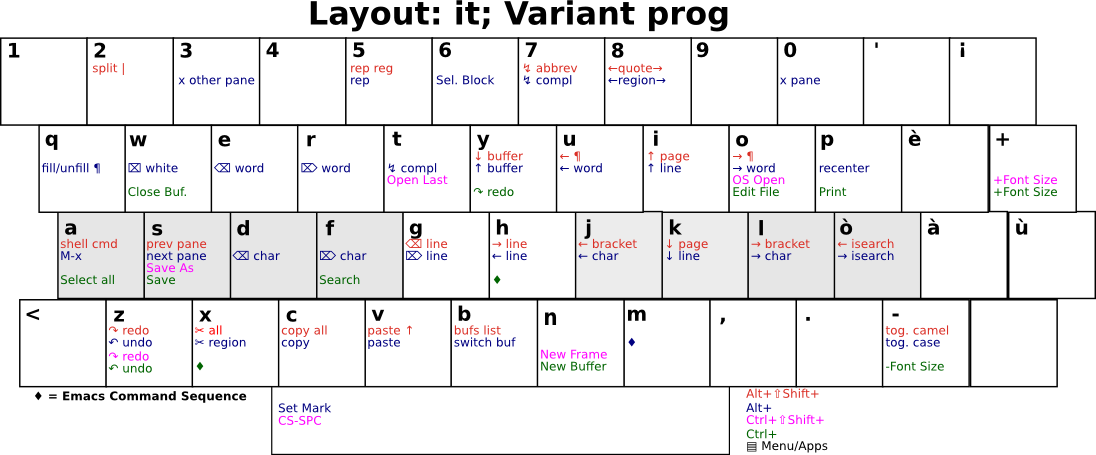 Layout: it; Variant prog
1 2 3 4 5 6 7 8 9 0 ' ¡
split | rep reg ↯ abbrev ←quote→
x other pane rep Sel. Block ↯ compl ←region→ x pane
q w e r t y u i o p è +
↓ buffer ← ¶ ↑ page → ¶
fill/unfill ¶ ⌧ white ⌫ word ⌦ word ↯ compl ↑ buffer ← word ↑ line → word recenter
Open Last OS Open +Font Size
Close Buf. ↷ redo Edit File Print +Font Size
a s d f g h j k l ò à ù
shell cmd prev pane ⌫ line → line ← bracket ↓ page → bracket ← isearch
M-x next pane ⌫ char ⌦ char ⌦ line ← line ← char ↓ line → char → isearch
Save As
Select all Save Search ♦
< z x c v b n m , . -
↷ redo ✂ all copy all paste ↑ bufs list tog. camel
↶ undo ✂ region copy paste switch buf ♦ tog. case
↷ redo New Frame
↶ undo ♦ New Buffer -Font Size
♦ = Emacs Command Sequence Alt+⇧Shift+
Set Mark Alt+
CS-SPC Ctrl+⇧Shift+
Ctrl+
▤ Menu/Apps